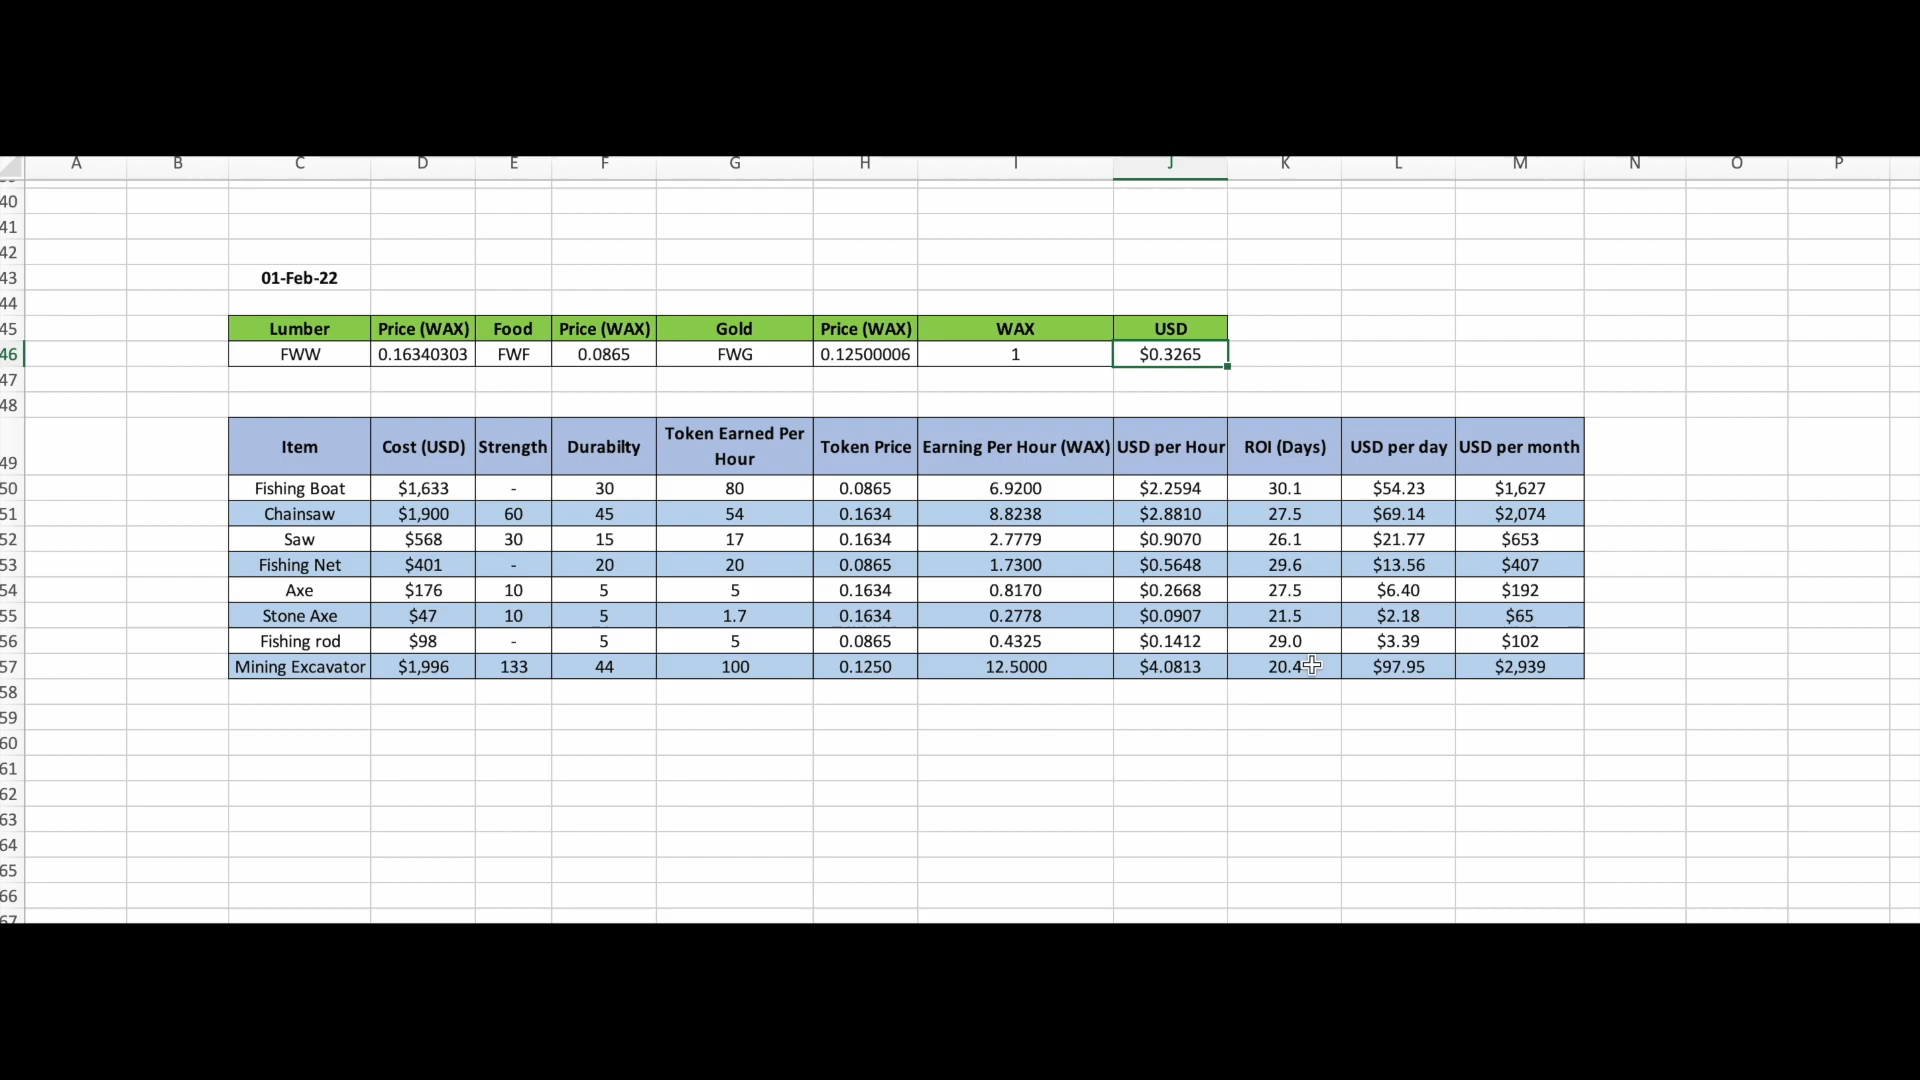 A B C D E F G H I J K L M N O P
40
41
42
43 01-Feb-22
44
45 Lumber Price (WAX) Food Price (WAX) Gold Price (WAX) WAX USD
46 FWW 0.16340303 FWF 0.0865 FWG 0.12500006 1 $0.3265
47
48
49 Item Cost (USD) Strength Durabilty Token Earned Per Hour Token Price Earning Per Hour (WAX) USD per Hour ROI (Days) USD per day USD per month
50 Fishing Boat $1,633 - 30 80 0.0865 6.9200 $2.2594 30.1 $54.23 $1,627
51 Chainsaw $1,900 60 45 54 0.1634 8.8238 $2.8810 27.5 $69.14 $2,074
52 Saw $568 30 15 17 0.1634 2.7779 $0.9070 26.1 $21.77 $653
53 Fishing Net $401 - 20 20 0.0865 1.7300 $0.5648 29.6 $13.56 $407
54 Axe $176 10 5 5 0.1634 0.8170 $0.2668 27.5 $6.40 $192
55 Stone Axe $47 10 5 1.7 0.1634 0.2778 $0.0907 21.5 $2.18 $65
56 Fishing rod $98 - 5 5 0.0865 0.4325 $0.1412 29.0 $3.39 $102
57 Mining Excavator $1,996 133 44 100 0.1250 12.5000 $4.0813 20.4 $97.95 $2,939
58
59
60
61
62
63
64
65
66
67